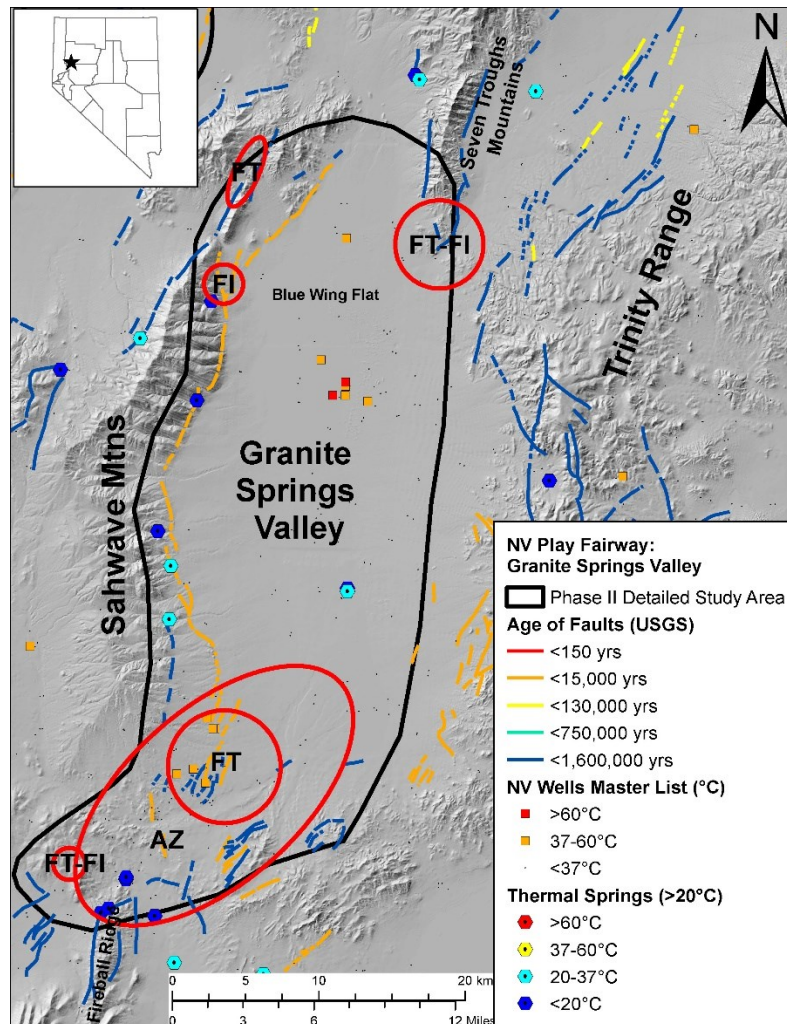 N
Seven Troughs
Mountains
FT
FT-FI
FI
Blue Wing Flat
Trinity Range
Granite
Springs
Valley
Sahwave Mtns
FT
AZ
FT-FI
Fireball Ridge
NV Play Fairway:
Granite Springs Valley
Phase II Detailed Study Area
Age of Faults (USGS)
<150 yrs
<15,000 yrs
<130,000 yrs
<750,000 yrs
<1,600,000 yrs
NV Wells Master List (°C)
>60°C
37-60°C
<37°C
Thermal Springs (>20°C)
>60°C
37-60°C
20-37°C
<20°C
0 5 10 20 km
0 3 6 12 Miles